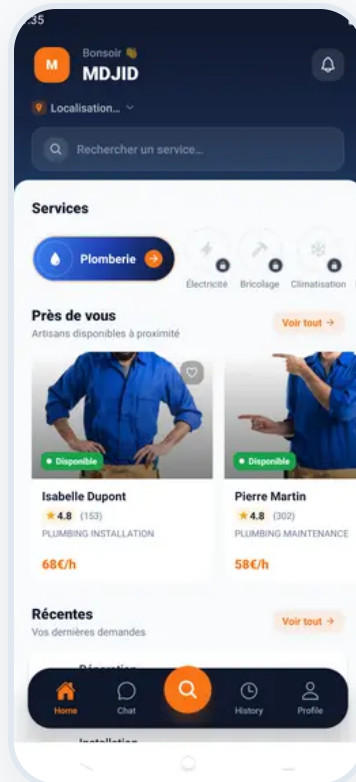 :35
Bonsoir 👋
M
MDJID
Localisation...
Rechercher un service...
Services
Plomberie
Électricité Bricolage Climatisation
Près de vous
Artisans disponibles à proximité
Voir tout →
Disponible
Disponible
Isabelle Dupont
★ 4.8 (153)
PLUMBING INSTALLATION
68€/h
Pierre Martin
★ 4.8 (302)
PLUMBING MAINTENANCE
58€/h
Récentes
Vos dernières demandes
Voir tout →
Home
Chat
History
Profile